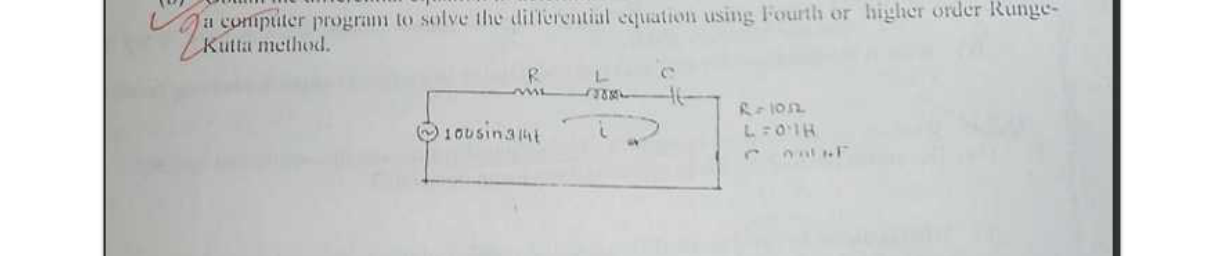 a computer program to solve the differential equation using Fourth or higher order Runge-
Kutta method.
R L C
R = 10Ω
100sin314t i L = 0.1H
C